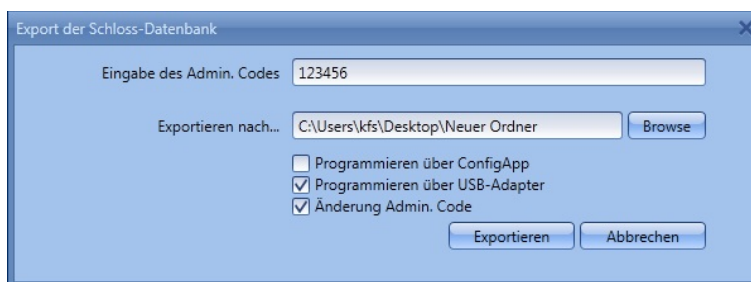 Export der Schloss-Datenbank
Eingabe des Admin. Codes 123456
Exportieren nach... C:\Users\kfs\Desktop\Neuer Ordner Browse
Programmieren über ConfigApp
Programmieren über USB-Adapter
Änderung Admin. Code
Exportieren Abbrechen